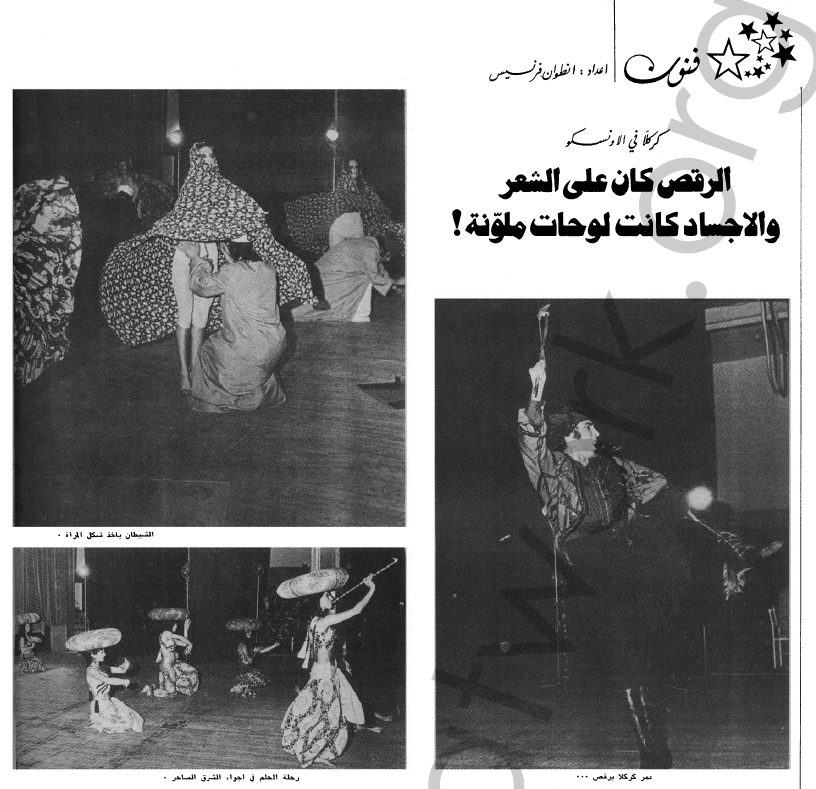 فنون
اعداد : انطوان فرنسيس
كركلا في الاونسكو
الرقص كان على الشعر
والاجساد كانت لوحات ملوّنة !
الشيطان ياخذ شكل المرأة .
رحلة الحلم في اجواء الشرق الساحر .
عمر كركلا يرقص ...